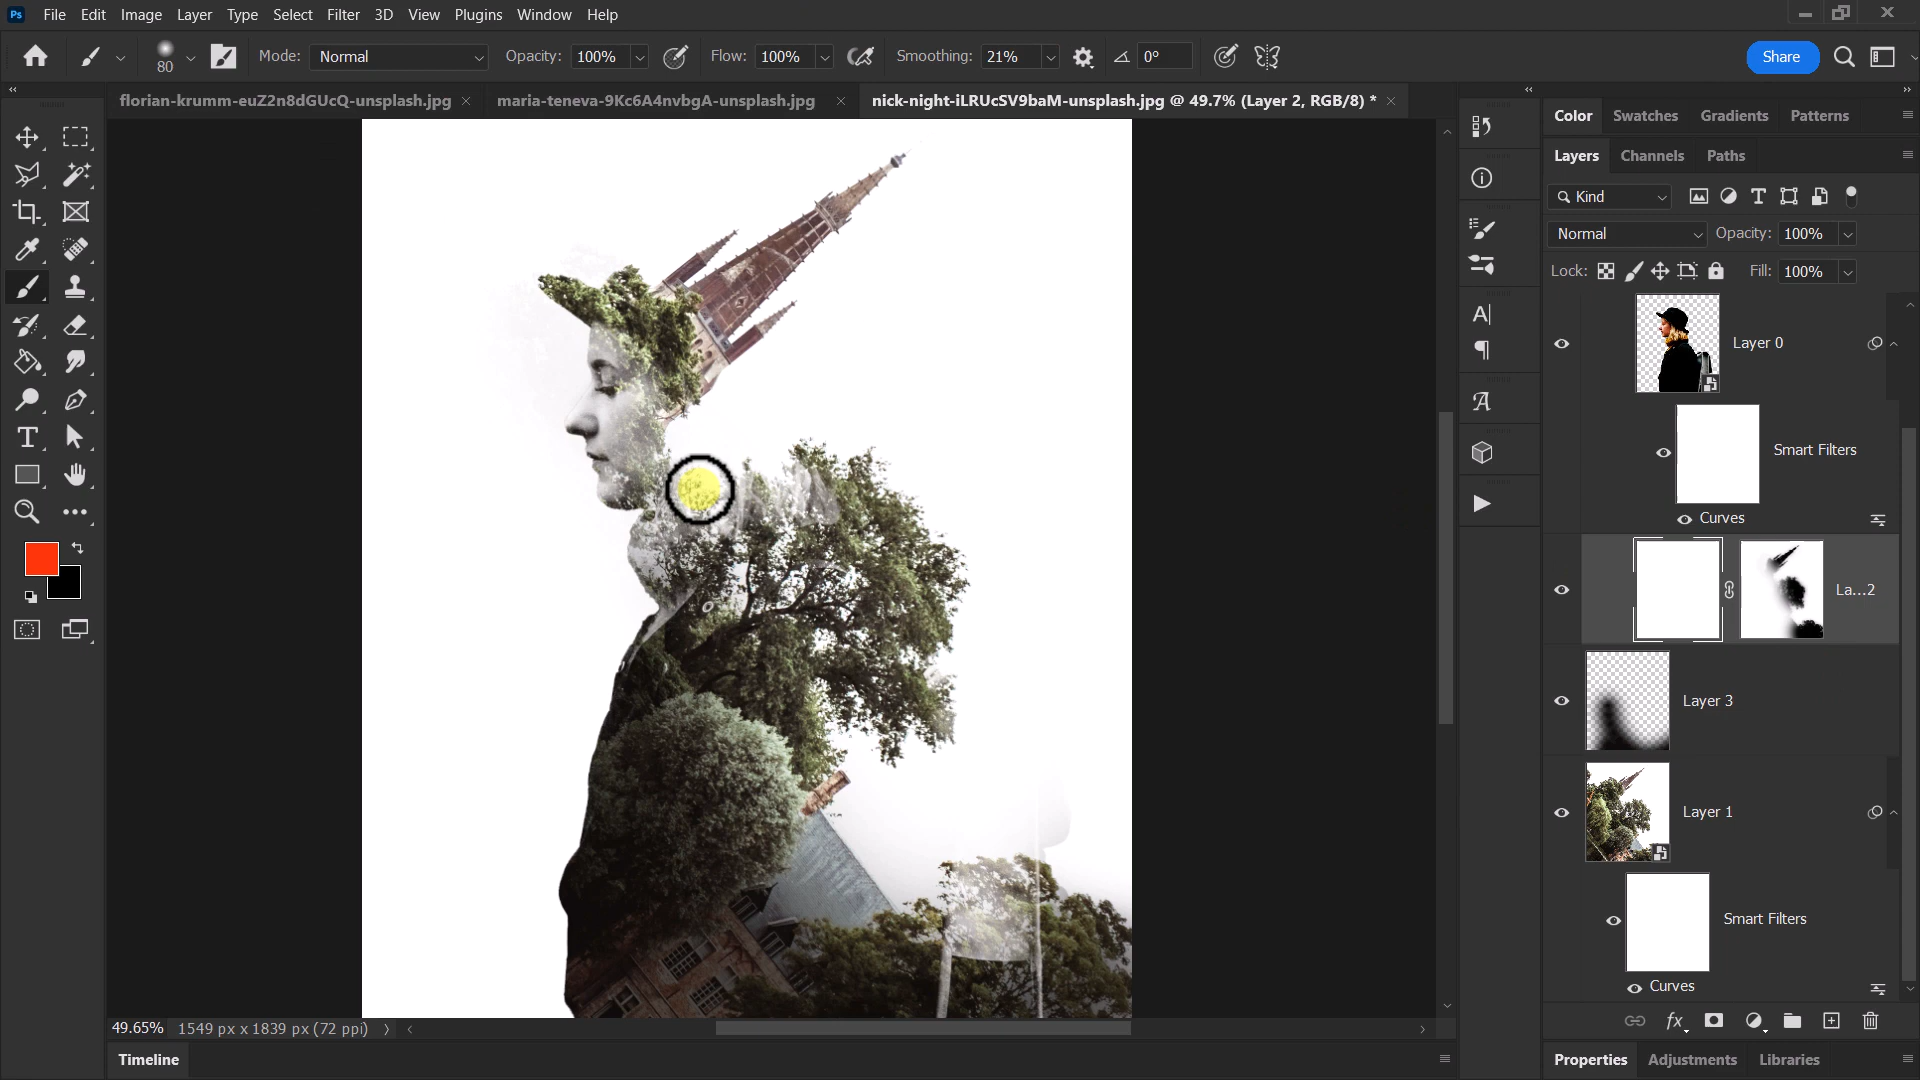 Ps File Edit Image Layer Type Select Filter 3D View Plugins Window Help
80 Mode: Normal Opacity: 100% Flow: 100% Smoothing: 21% 0° Share
florian-krumm-euZ2n8dGUcQ-unsplash.jpg maria-teneva-9Kc6A4nvbgA-unsplash.jpg nick-night-iLRUcSV9baM-unsplash.jpg @ 49.7% (Layer 2, RGB/8) *
Color Swatches Gradients Patterns
Layers Channels Paths
Kind
Normal Opacity: 100%
Lock: Fill: 100%
Layer 0
Smart Filters
Curves
La...2
Layer 3
Layer 1
Smart Filters
Curves
49.65% 1549 px x 1839 px (72 ppi)
Timeline
Properties Adjustments Libraries